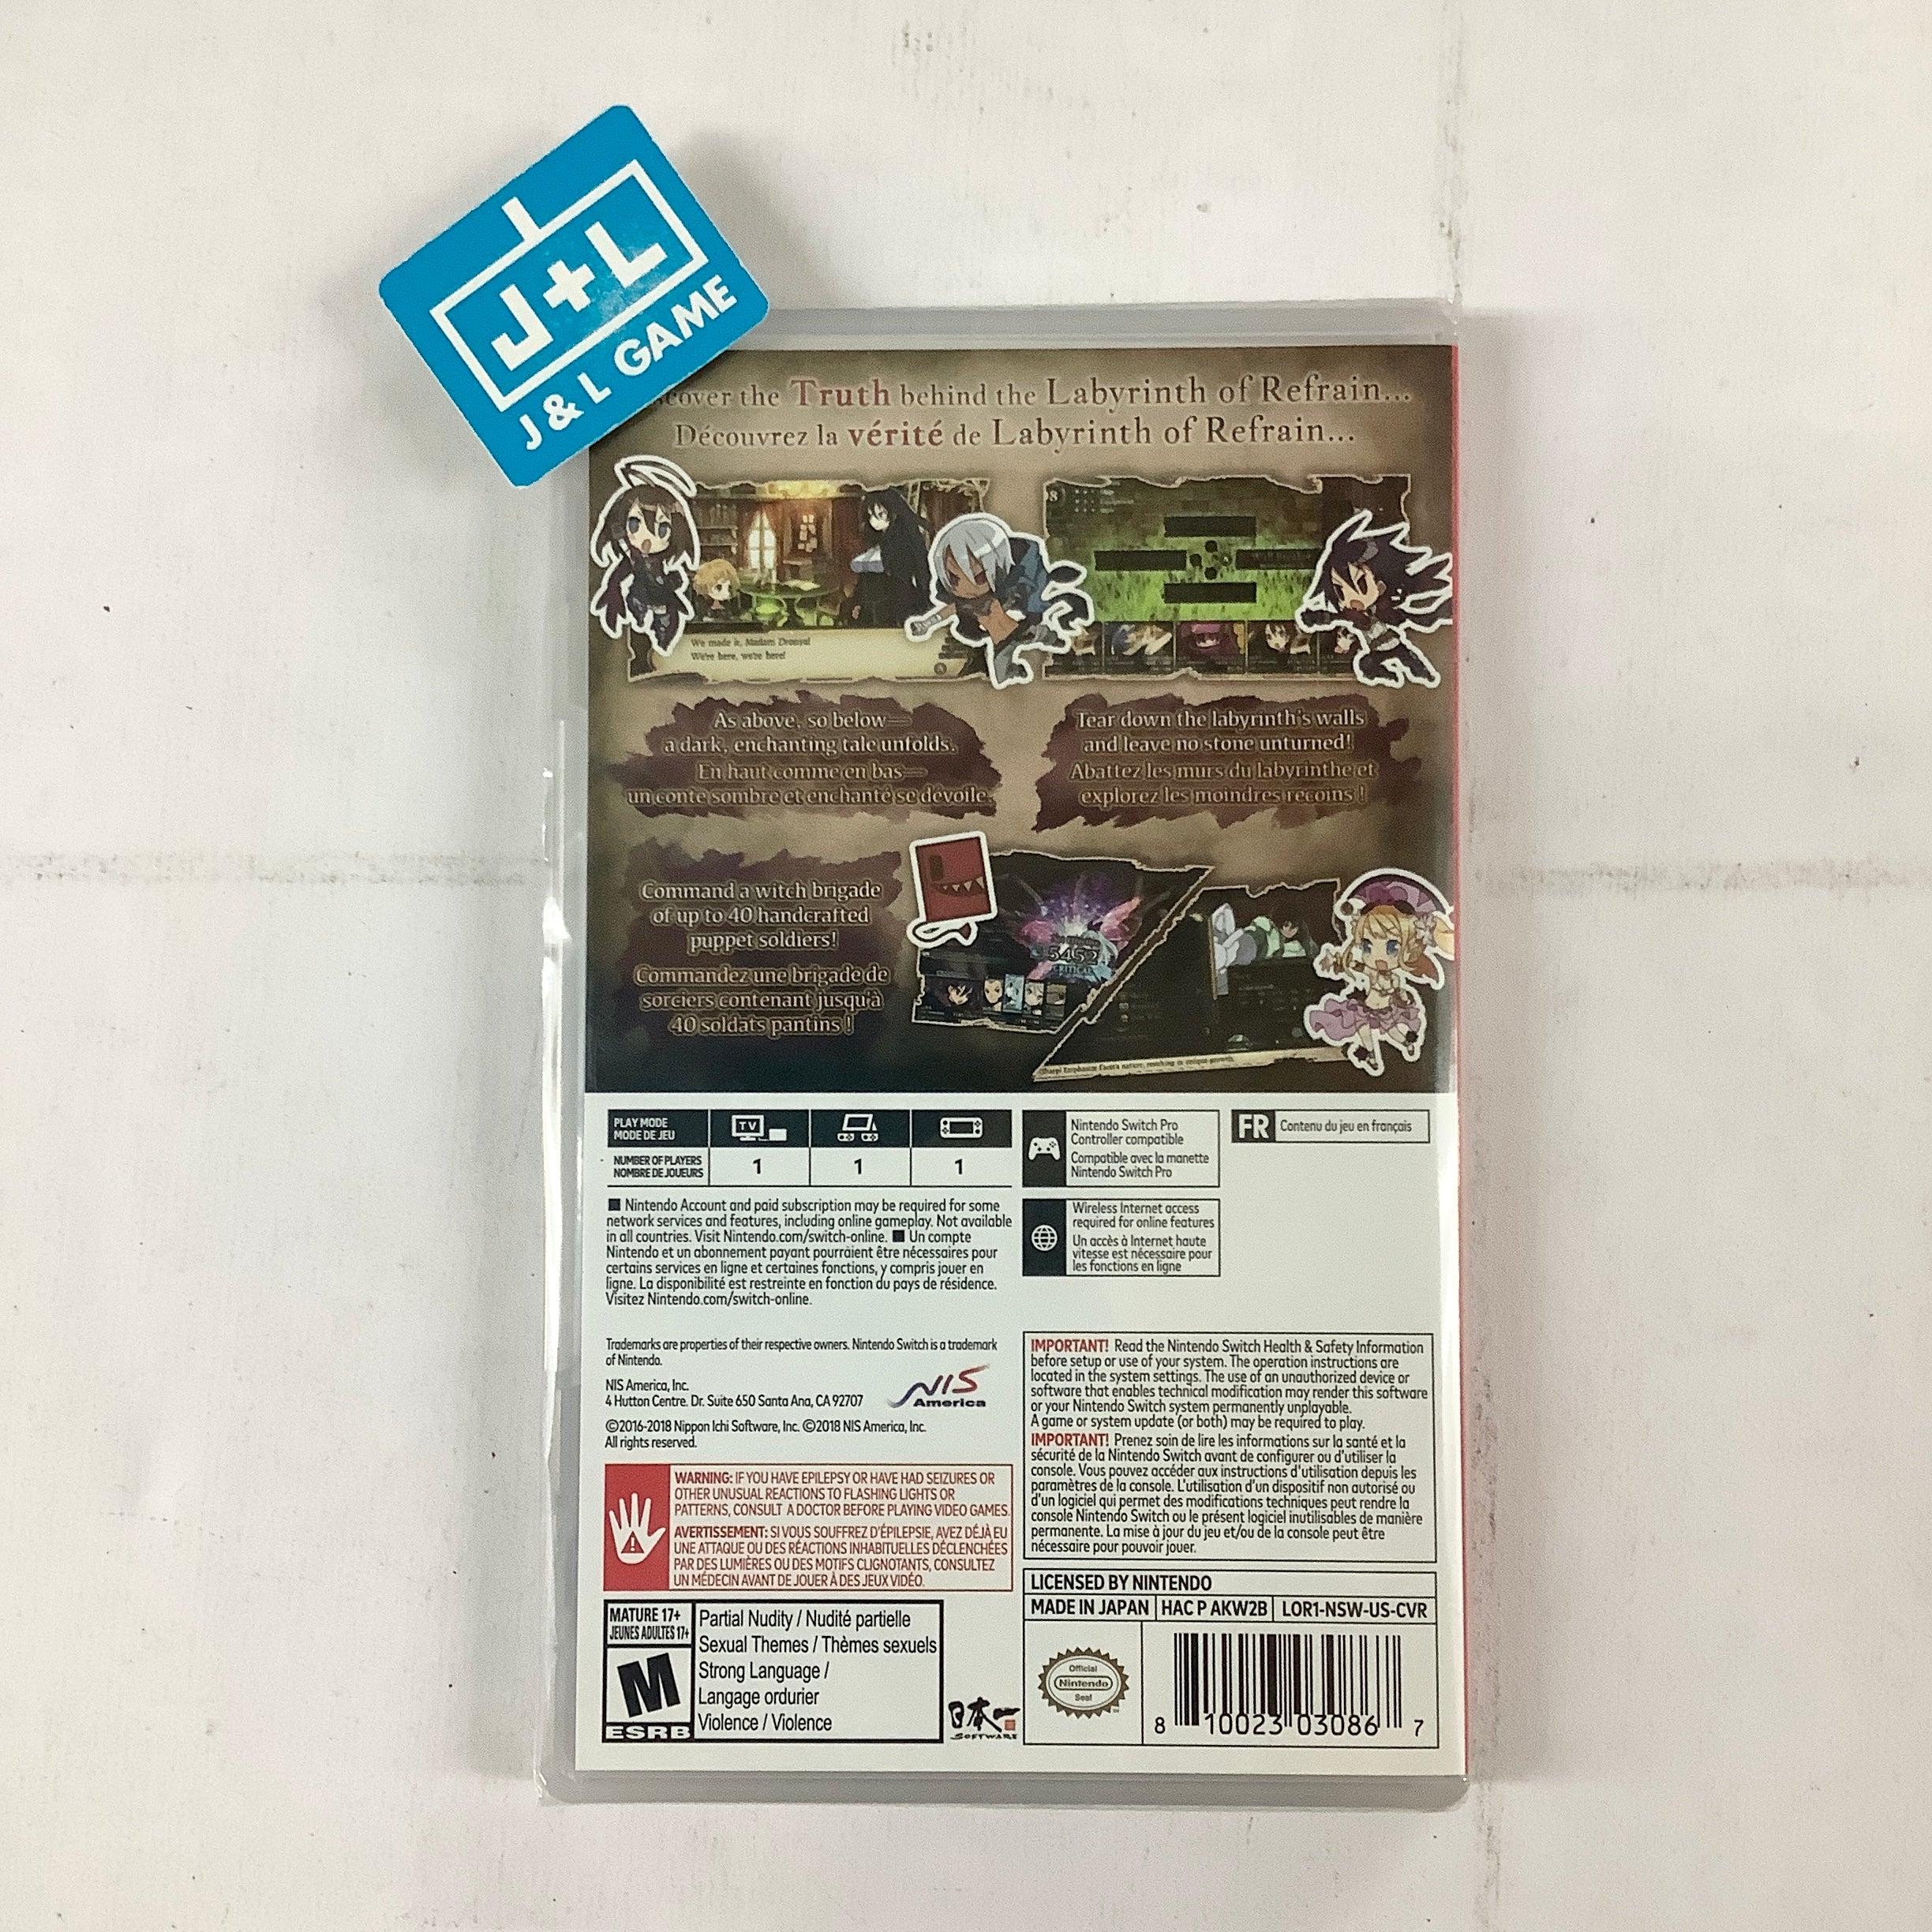 J+L
J & L GAME
the Truth behind the Labyrinth of Refrain...
Découvrez la vérité de Labyrinth of Refrain...
We made it, Madam Dronya!
We're here, we're here!
As above, so below—
a dark, enchanting tale unfolds.
En haut comme en bas—
un conte sombre et enchanté se dévoile.
Tear down the labyrinth's walls
and leave no stone unturned!
Abattez les murs du labyrinthe et
explorez les moindres recoins !
Command a witch brigade
of up to 40 handcrafted
puppet soldiers!
Commandez une brigade de
sorciers contenant jusqu'à
40 soldats pantins !
5452
CRITICAL
PLAY MODE
MODE DE JEU
TV
NUMBER OF PLAYERS
NOMBRE DE JOUEURS
1 1 1
Nintendo Switch Pro
Controller compatible
Compatible avec la manette
Nintendo Switch Pro
FR Contenu du jeu en français
Wireless Internet access
required for online features
Un accès à Internet haute
vitesse est nécessaire pour
les fonctions en ligne
■ Nintendo Account and paid subscription may be required for some
network services and features, including online gameplay. Not available
in all countries. Visit Nintendo.com/switch-online. ■ Un compte
Nintendo et un abonnement payant pourraient être nécessaires pour
certains services en ligne et certaines fonctions, y compris jouer en
ligne. La disponibilité est restreinte en fonction du pays de résidence.
Visitez Nintendo.com/switch-online.
Trademarks are properties of their respective owners. Nintendo Switch is a trademark
of Nintendo.
NIS America, Inc.
4 Hutton Centre. Dr. Suite 650 Santa Ana, CA 92707
NIS
America
©2016-2018 Nippon Ichi Software, Inc. ©2018 NIS America, Inc.
All rights reserved.
WARNING: IF YOU HAVE EPILEPSY OR HAVE HAD SEIZURES OR
OTHER UNUSUAL REACTIONS TO FLASHING LIGHTS OR
PATTERNS, CONSULT A DOCTOR BEFORE PLAYING VIDEO GAMES.
AVERTISSEMENT: SI VOUS SOUFFREZ D'ÉPILEPSIE, AVEZ DÉJÀ EU
UNE ATTAQUE OU DES RÉACTIONS INHABITUELLES DÉCLENCHÉES
PAR DES LUMIÈRES OU DES MOTIFS CLIGNOTANTS, CONSULTEZ
UN MÉDECIN AVANT DE JOUER À DES JEUX VIDÉO.
IMPORTANT! Read the Nintendo Switch Health & Safety Information
before setup or use of your system. The operation instructions are
located in the system settings. The use of an unauthorized device or
software that enables technical modification may render this software
or your Nintendo Switch system permanently unplayable.
A game or system update (or both) may be required to play.
IMPORTANT! Prenez soin de lire les informations sur la santé et la
sécurité de la Nintendo Switch avant de configurer ou d'utiliser la
console. Vous pouvez accéder aux instructions d'utilisation depuis les
paramètres de la console. L'utilisation d'un dispositif non autorisé ou
d'un logiciel qui permet des modifications techniques peut rendre la
console Nintendo Switch ou le présent logiciel inutilisables de manière
permanente. La mise à jour du jeu et/ou de la console peut être
nécessaire pour pouvoir jouer.
LICENSED BY NINTENDO
MADE IN JAPAN HAC P AKW2B LOR1-NSW-US-CVR
MATURE 17+
JEUNES ADULTES 17+
M
ESRB
Partial Nudity / Nudité partielle
Sexual Themes / Thèmes sexuels
Strong Language /
Langage ordurier
Violence / Violence
日本一
SOFTWARE
Official
Nintendo
Seal
8 10023 03086 7